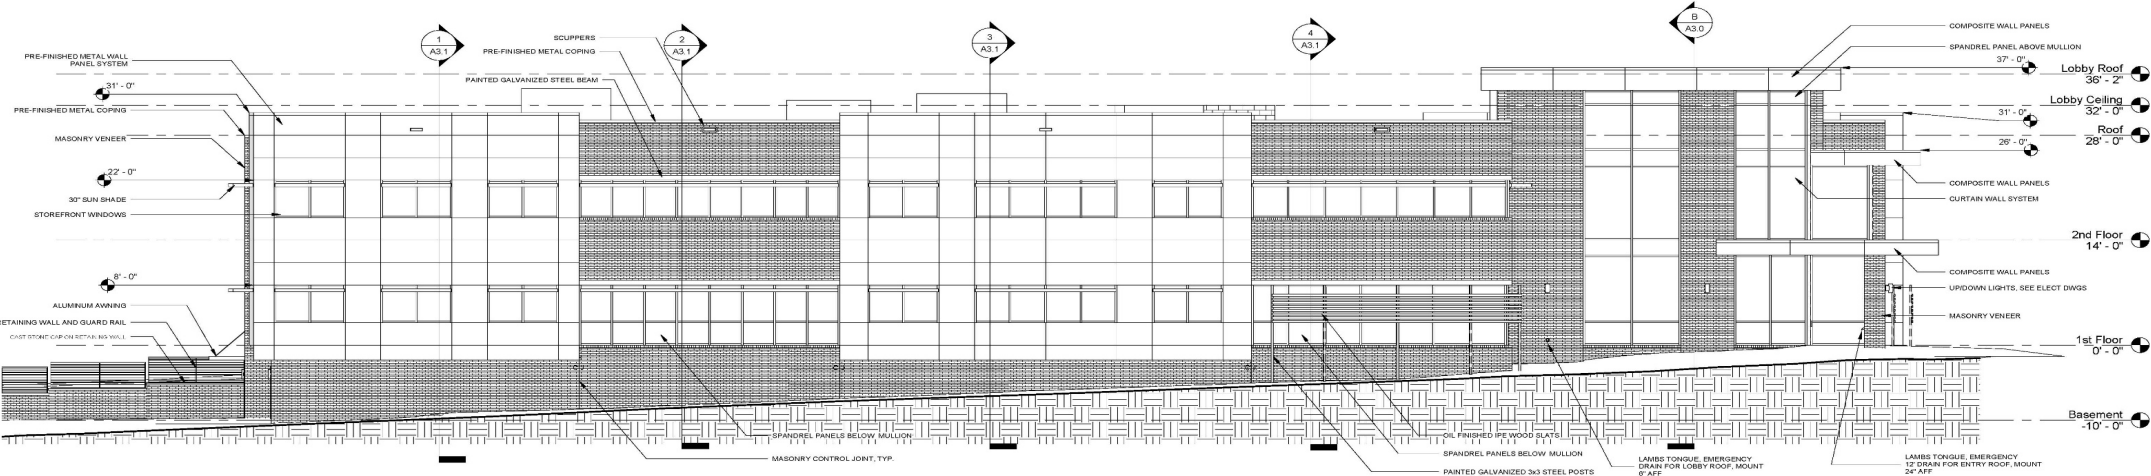 1
A3.1
2
A3.1
3
A3.1
4
A3.1
B
A3.0
SCUPPERS
PRE-FINISHED METAL COPING
PAINTED GALVANIZED STEEL BEAM
PRE-FINISHED METAL WALL
PANEL SYSTEM
31' - 0"
PRE-FINISHED METAL COPING
MASONRY VENEER
22' - 0"
30" SUN SHADE
STOREFRONT WINDOWS
8' - 0"
ALUMINUM AWNING
RETAINING WALL AND GUARD RAIL
CAST STONE CAP ON RETAINING WALL
COMPOSITE WALL PANELS
SPANDREL PANEL ABOVE MULLION
37' - 0"
Lobby Roof
36' - 2"
Lobby Ceiling
32' - 0"
31' - 0"
Roof
28' - 0"
26' - 0"
COMPOSITE WALL PANELS
CURTAIN WALL SYSTEM
2nd Floor
14' - 0"
COMPOSITE WALL PANELS
UP/DOWN LIGHTS, SEE ELECT DWGS
MASONRY VENEER
1st Floor
0' - 0"
Basement
-10' - 0"
SPANDREL PANELS BELOW MULLION
MASONRY CONTROL JOINT, TYP.
OIL FINISHED IPE WOOD SLATS
SPANDREL PANELS BELOW MULLION
PAINTED GALVANIZED 3x3 STEEL POSTS
LAMBS TONGUE, EMERGENCY
DRAIN FOR LOBBY ROOF, MOUNT
AFF
LAMBS TONGUE, EMERGENCY
12' DRAIN FOR ENTRY ROOF, MOUNT
24" AFF